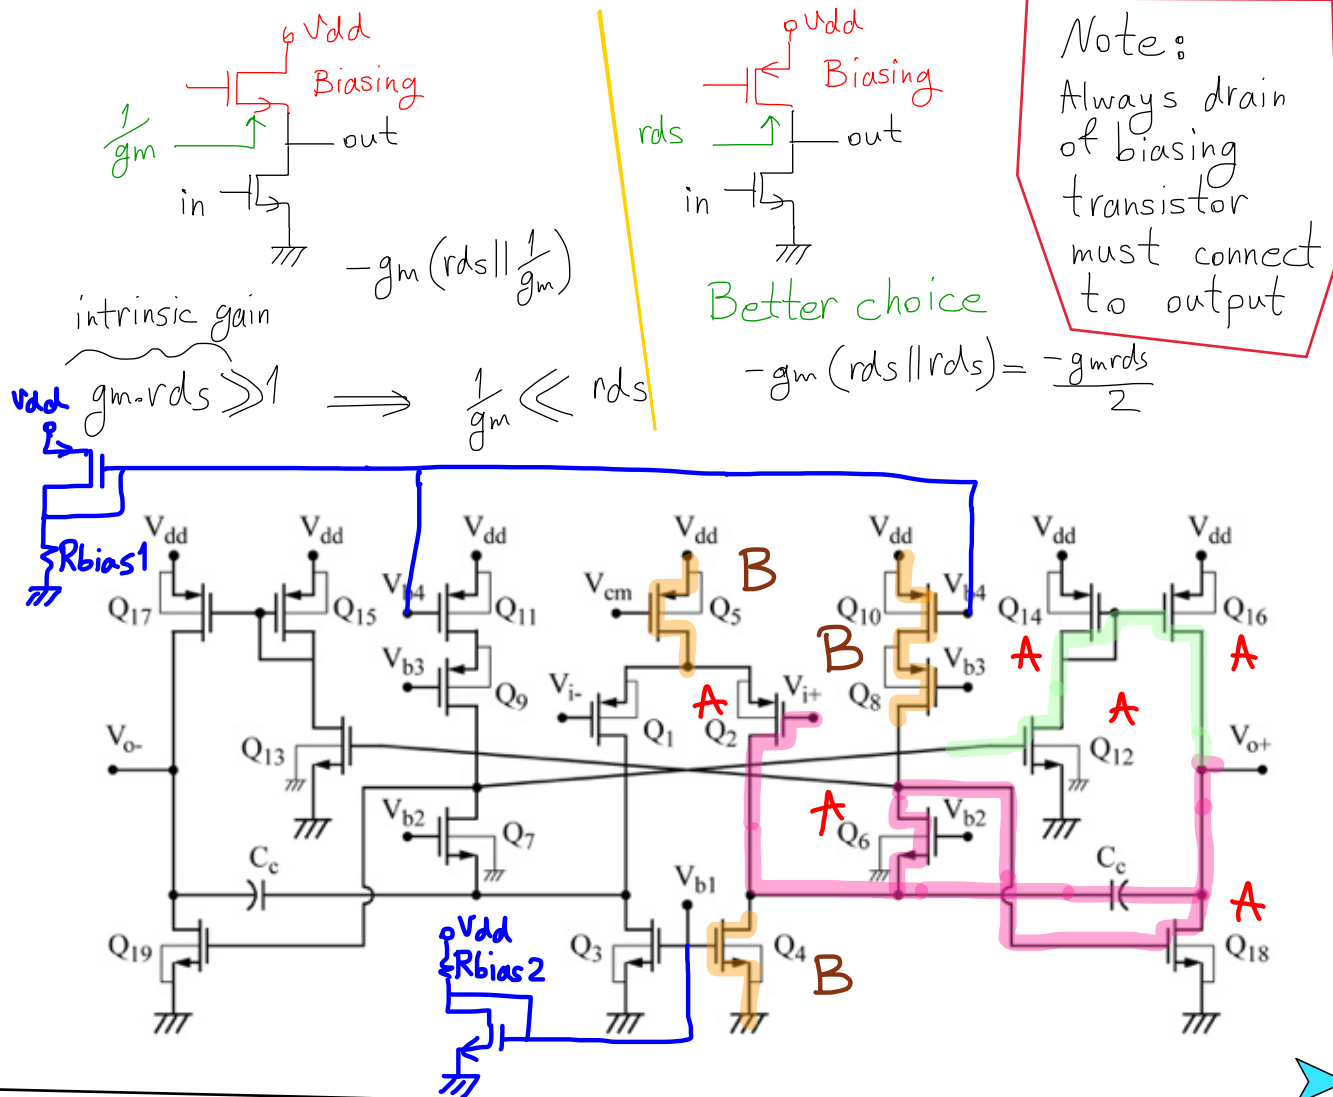 Vdd
Biasing
1/gm
out
in
-gm(rds||1/gm)
intrinsic gain
gm.rds >> 1 ⟹ 1/gm << rds
Vdd
Biasing
rds
out
in
Better choice
-gm(rds||rds) = -gmrds/2
Note:
Always drain
of biasing
transistor
must connect
to output
Vdd
Rbias1
Vdd Vdd Vdd Vdd Vdd Vdd Vdd
B
Q17 Q15 Vb4 Q11 Vcm Q5 Q10 Vb4 Q14 Q16
B A A
Vb3 Q9 Vi- Q1 A Q2 Vi+ Q8 Vb3
A
Vo- Q13 Q12 Vo+
A
Vb2 Q7 Q6 Vb2
Cc Vb1 Cc
A
Q19 Q3 Q4 Q18
B
Vdd
Rbias2